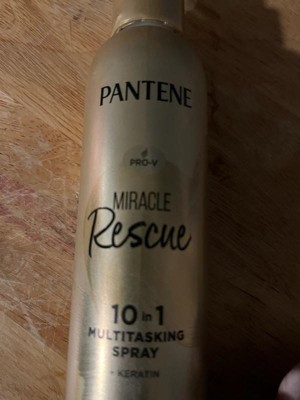 PANTENE
PRO-V
MIRACLE
Rescue
10 in 1
MULTITASKING
SPRAY
+ KERATIN